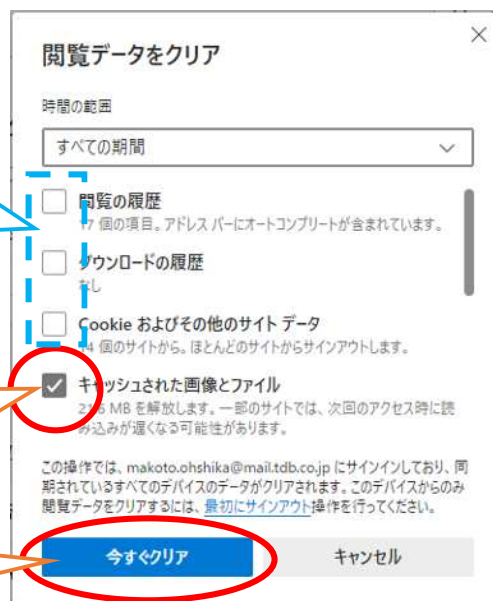 閲覧データをクリア
時間の範囲
すべての期間
閲覧の履歴
17 個の項目。アドレス バーにオートコンプリートが含まれています。
ダウンロードの履歴
なし
Cookie およびその他のサイト データ
14 個のサイトから。ほとんどのサイトからサインアウトします。
キャッシュされた画像とファイル
MB を解放します。一部のサイトでは、次回のアクセス時に読
み込みが遅くなる可能性があります。
この操作では、makoto.ohshika@mail.tdb.co.jp にサインインしており、同
期されているすべてのデバイスのデータがクリアされます。このデバイスからのみ
閲覧データをクリアするには、最初にサインアウト操作を行ってください。
今すぐクリア
キャンセル